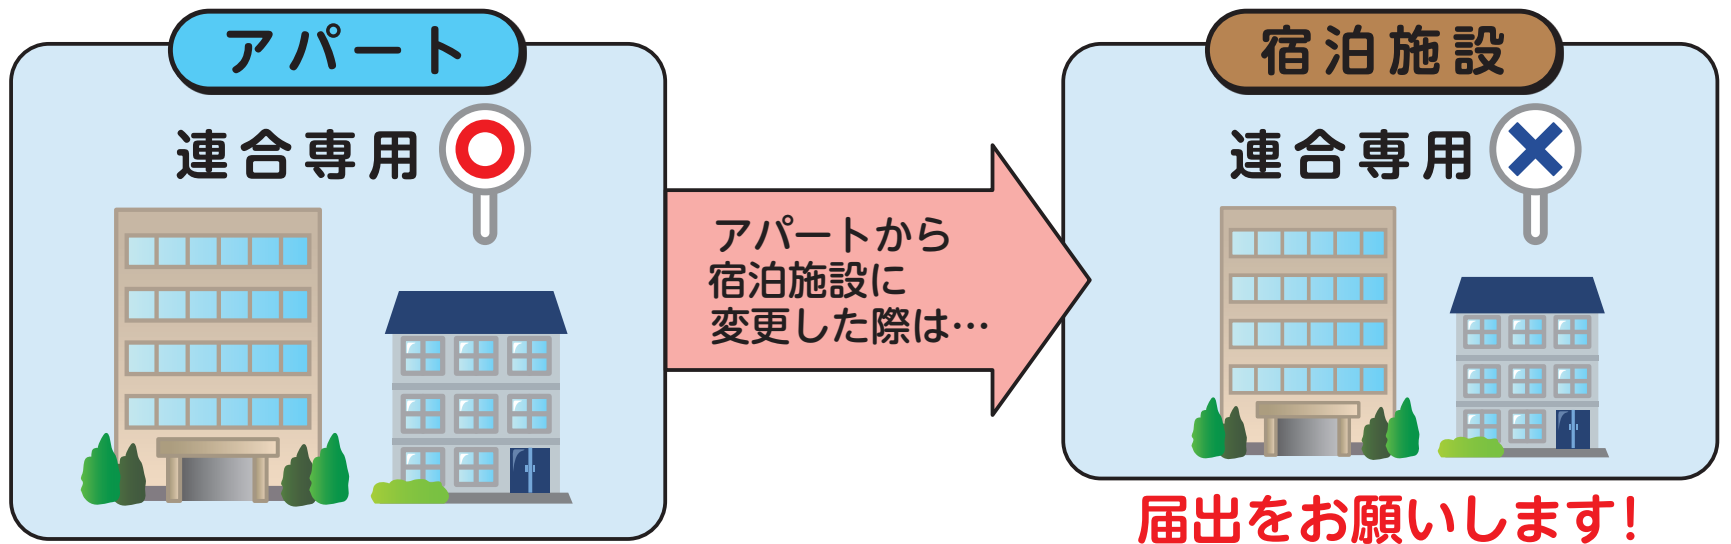 アパート
連合専用
アパートから
宿泊施設に
変更した際は…
宿泊施設
連合専用
届出をお願いします!